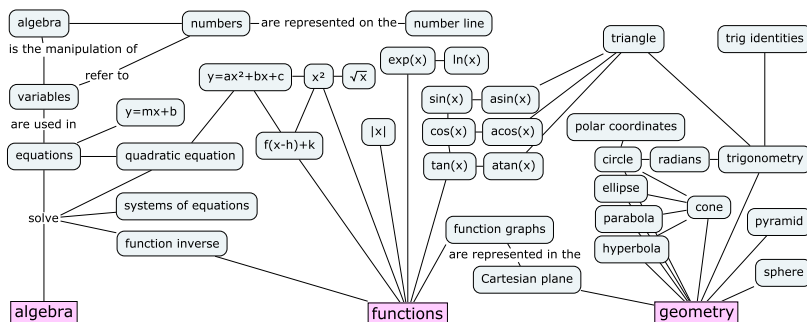 algebra
numbers
are represented on the
number line
is the manipulation of
triangle
trig identities
refer to
exp(x)
ln(x)
y=ax²+bx+c
x²
√x
variables
sin(x)
asin(x)
y=mx+b
are used in
|x|
cos(x)
acos(x)
polar coordinates
f(x-h)+k
equations
quadratic equation
tan(x)
atan(x)
circle
radians
trigonometry
ellipse
cone
systems of equations
solve
parabola
pyramid
function graphs
function inverse
hyperbola
are represented in the
Cartesian plane
sphere
algebra
functions
geometry